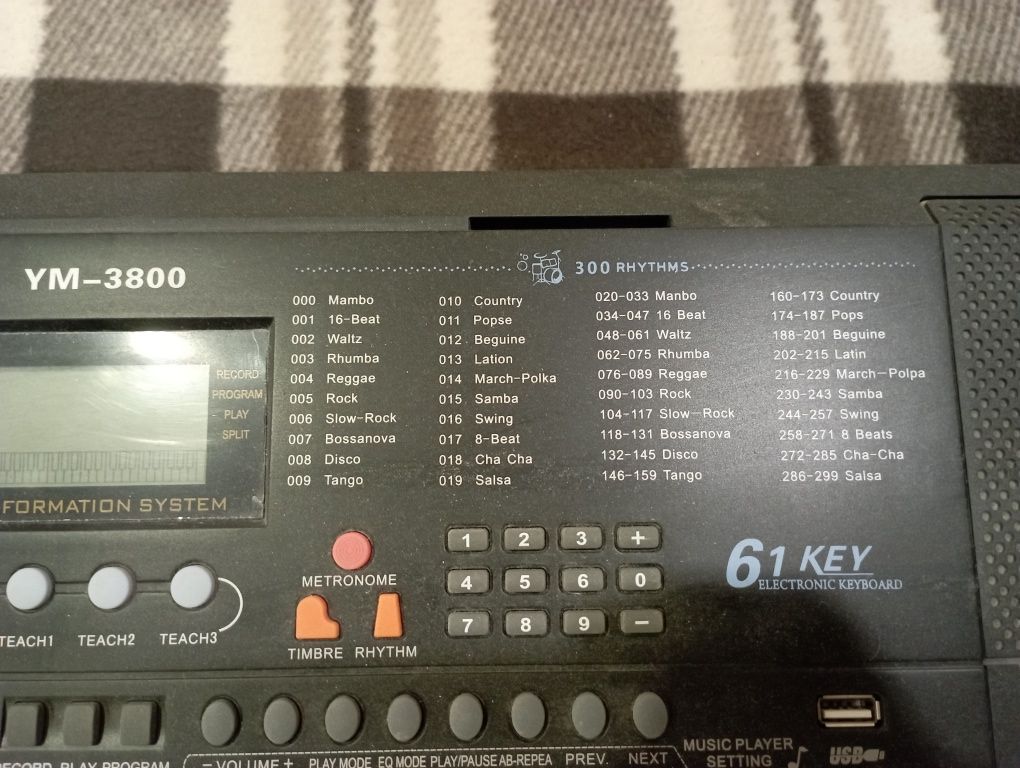 YM-3800
300 RHYTHMS
000 Mambo 010 Country 020-033 Manbo 160-173 Country
001 16-Beat 011 Popse 034-047 16 Beat 174-187 Pops
002 Waltz 012 Beguine 048-061 Waltz 188-201 Beguine
003 Rhumba 013 Lation 062-075 Rhumba 202-215 Latin
004 Reggae 014 March-Polka 076-089 Reggae 216-229 March-Polpa
005 Rock 015 Samba 090-103 Rock 230-243 Samba
006 Slow-Rock 016 Swing 104-117 Slow-Rock 244-257 Swing
007 Bossanova 017 8-Beat 118-131 Bossanova 258-271 8 Beats
008 Disco 018 Cha Cha 132-145 Disco 272-285 Cha-Cha
009 Tango 019 Salsa 146-159 Tango 286-299 Salsa
RECORD
PROGRAM
PLAY
SPLIT
FORMATION SYSTEM
1 2 3 +
4 5 6 0
7 8 9 -
METRONOME
TIMBRE RHYTHM
61 KEY
ELECTRONIC KEYBOARD
TEACH1 TEACH2 TEACH3
RECORD PLAY PROGRAM
- VOLUME + PLAY MODE EQ MODE PLAY/PAUSE AB-REPEA PREV. NEXT
MUSIC PLAYER
SETTING
USB